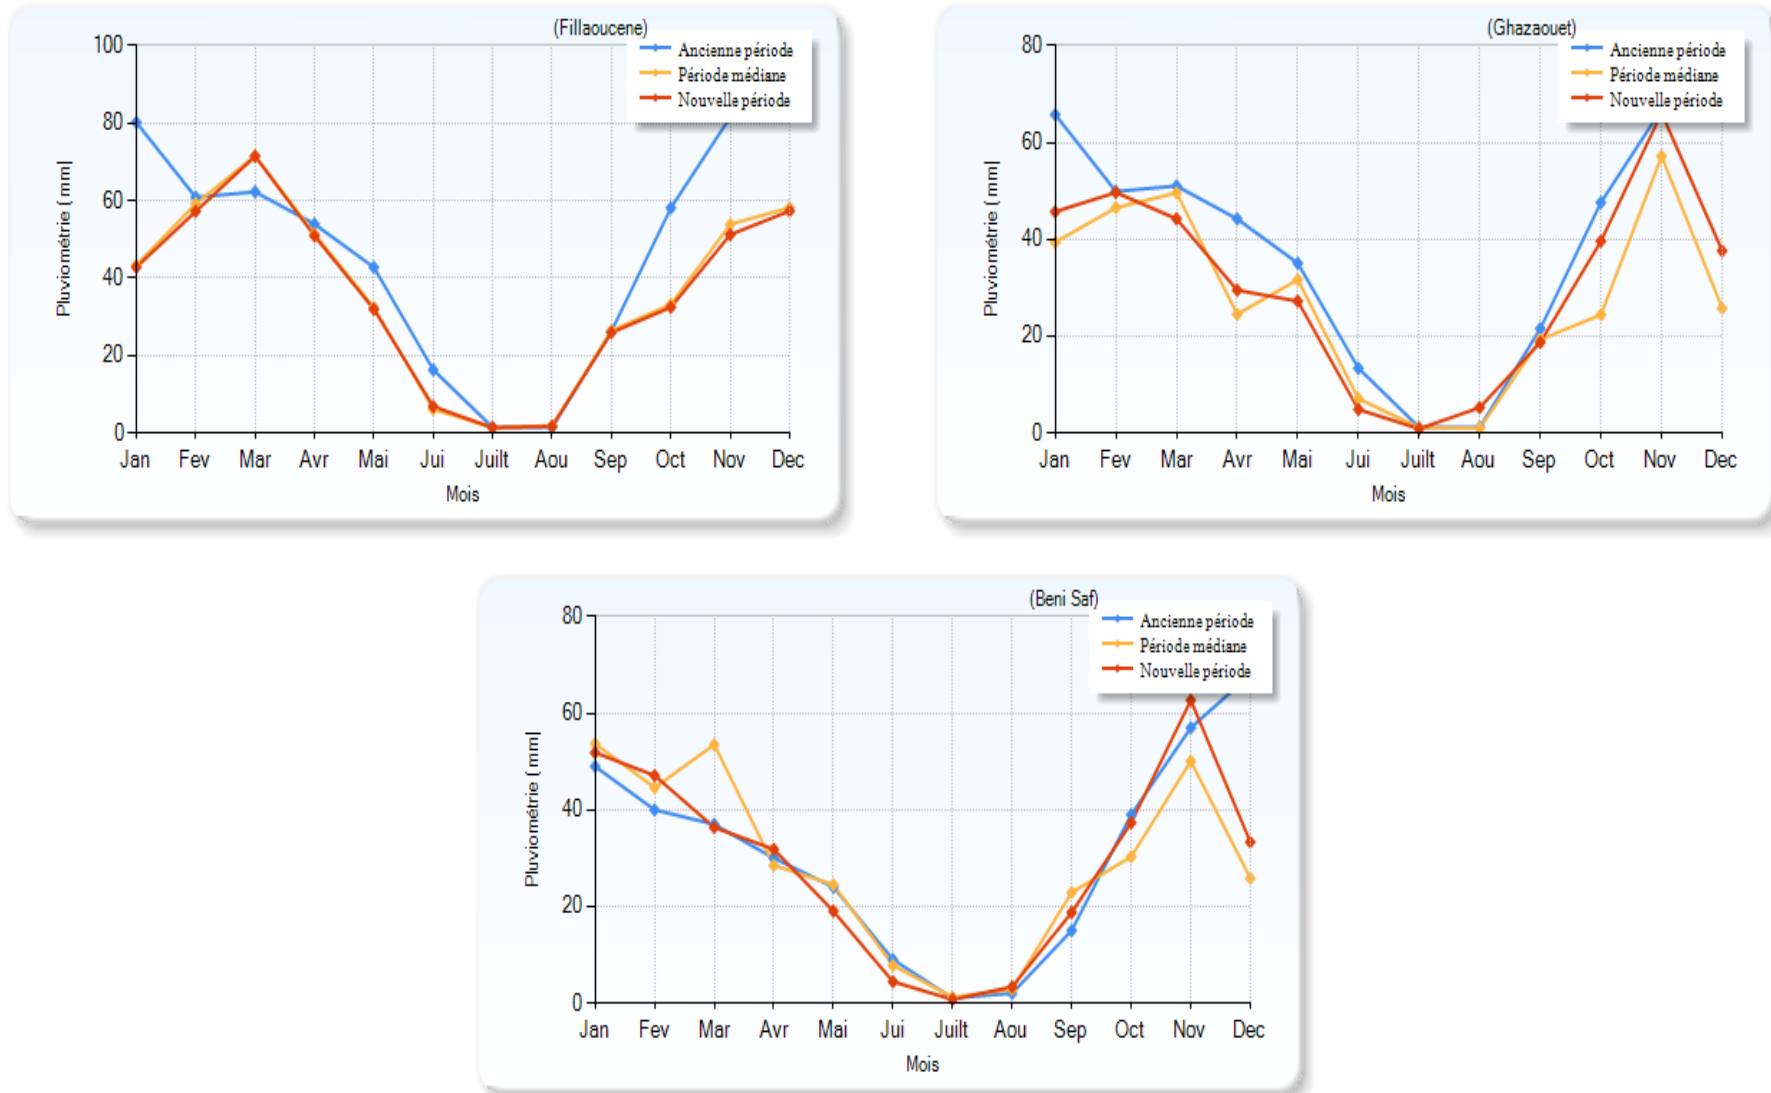 (Fillaoucene)
Ancienne période
Période médiane
Nouvelle période
100
80
60
40
20
0
Pluviométrie ( mm|
Jan Fev Mar Avr Mai Jui Juilt Aou Sep Oct Nov Dec
Mois
(Ghazaouet)
Ancienne période
Période médiane
Nouvelle période
80
60
40
20
0
Pluviométrie ( mm|
Jan Fev Mar Avr Mai Jui Juilt Aou Sep Oct Nov Dec
Mois
(Beni Saf)
Ancienne période
Période médiane
Nouvelle période
80
60
40
20
0
Pluviométrie ( mm|
Jan Fev Mar Avr Mai Jui Juilt Aou Sep Oct Nov Dec
Mois